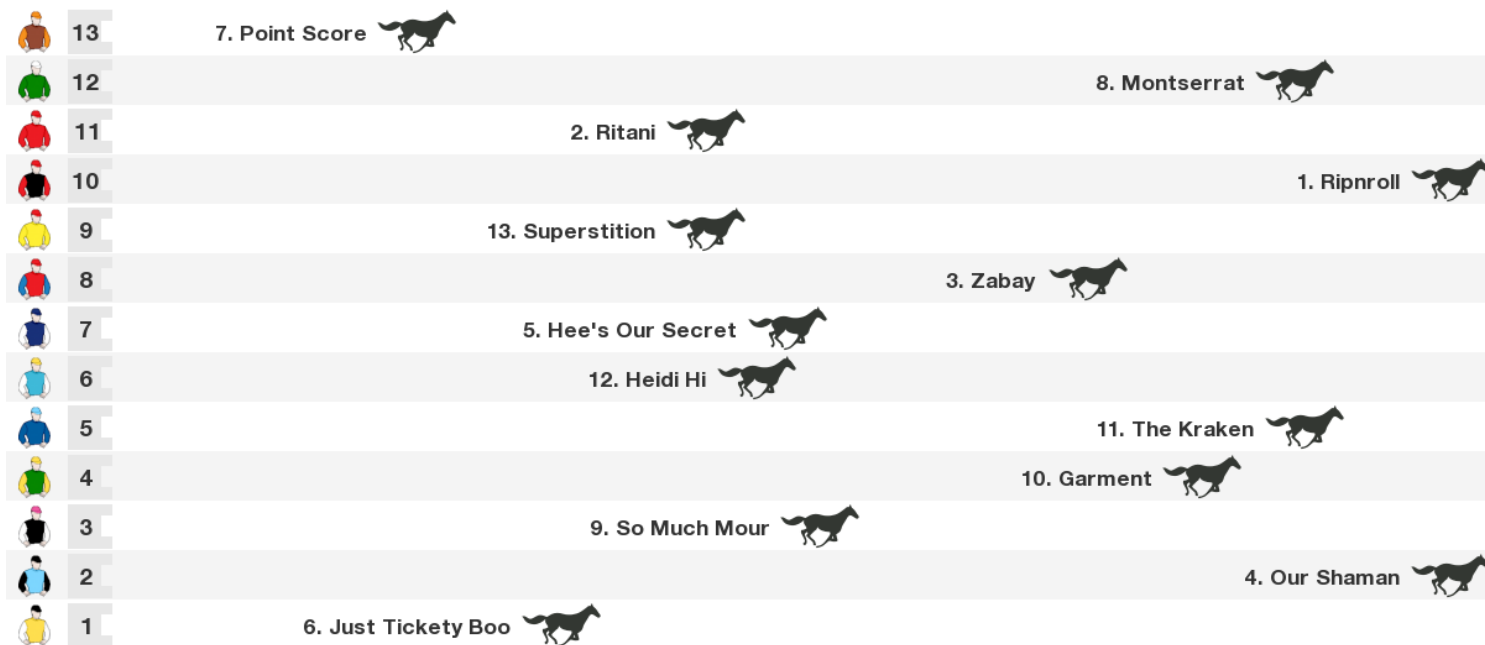 13 7. Point Score
12 8. Montserrat
11 2. Ritani
10 1. Ripnroll
9 13. Superstition
8 3. Zabay
7 5. Hee's Our Secret
6 12. Heidi Hi
5 11. The Kraken
4 10. Garment
3 9. So Much Mour
2 4. Our Shaman
1 6. Just Tickety Boo